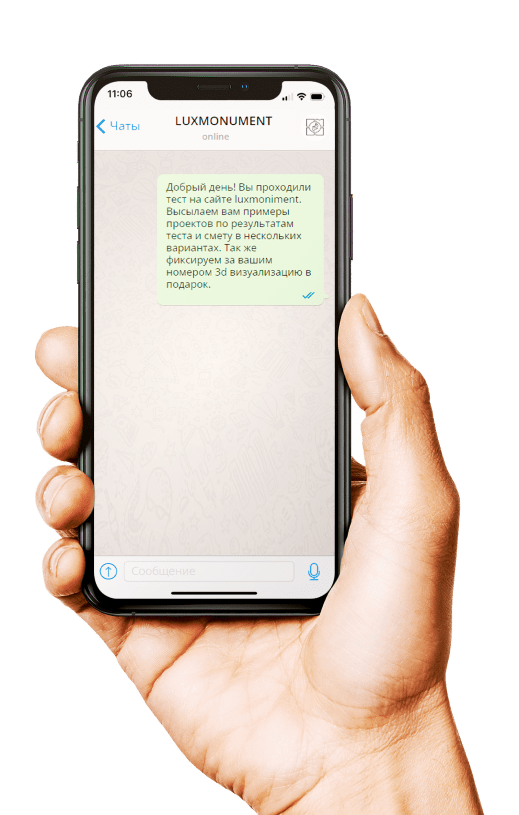 11:06
Чаты
LUXMONUMENT
online
Добрый день! Вы проходили
тест на сайте luxmoniment.
Высылаем вам примеры
проектов по результатам
теста и смету в нескольких
вариантах. Так же
фиксируем за вашим
номером 3d визуализацию в
подарок.
Сообщение